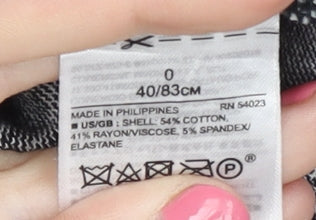 0
40/83CM
MADE IN PHILIPPINES RN 54023
■ US/GB : SHELL: 54% COTTON,
41% RAYON/VISCOSE, 5% SPANDEX/
ELASTANE
P ®